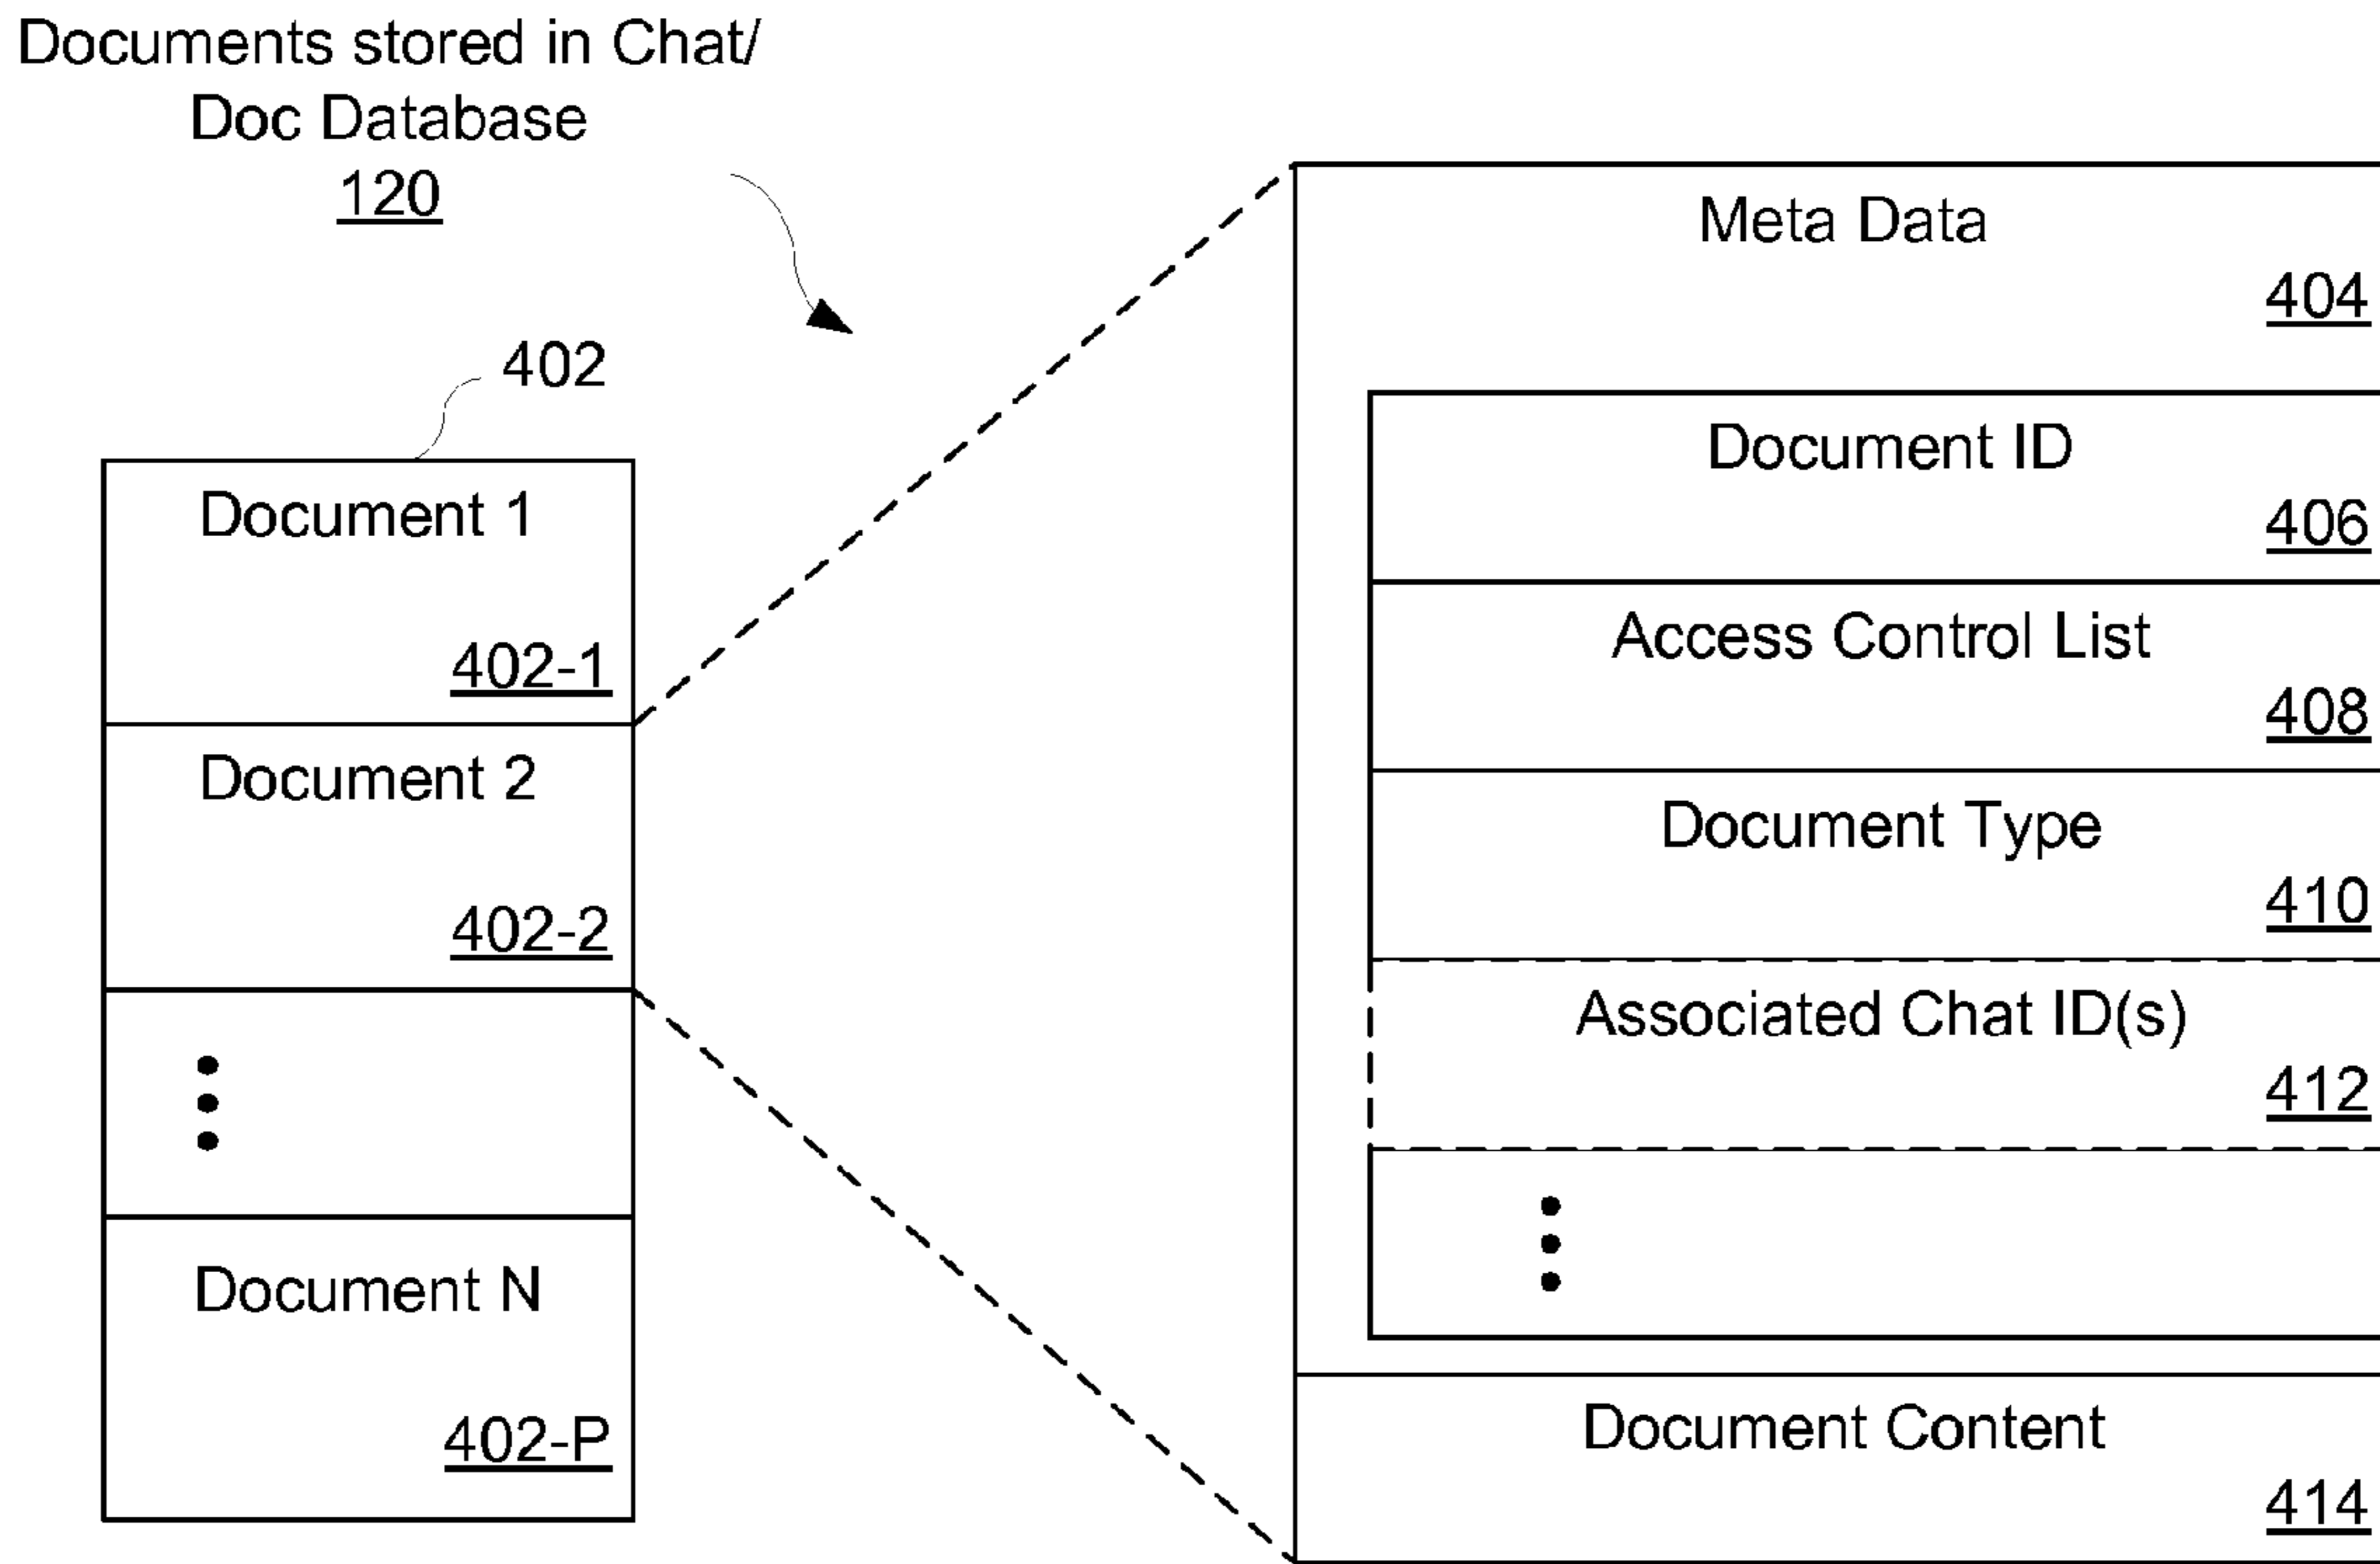 Documents stored in Chat/
Doc Database
120
402
Document 1
402-1
Document 2
402-2
Document N
402-P
Meta Data
404
Document ID
406
Access Control List
408
Document Type
410
Associated Chat ID(s)
412
Document Content
414